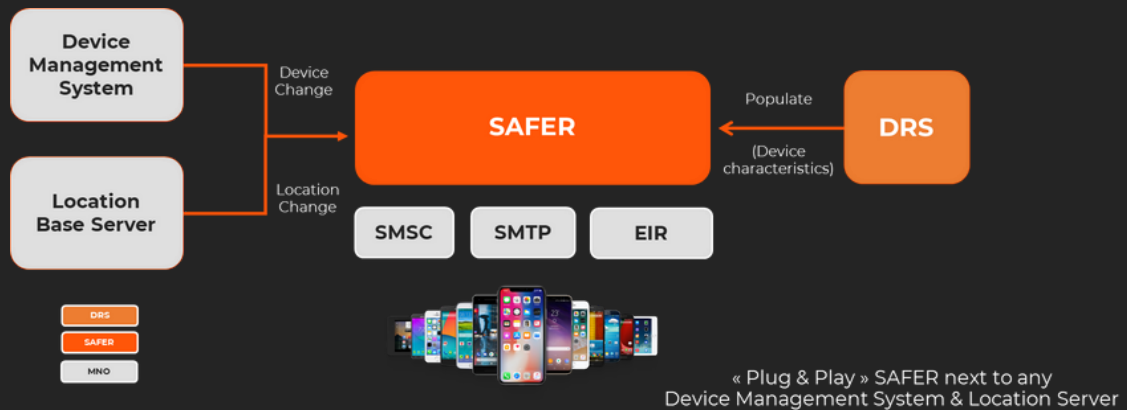 Device
Management
System
Device
Change
SAFER
Populate
(Device
characteristics)
DRS
Location
Base Server
Location
Change
SMSC
SMTP
EIR
DRS
SAFER
MNO
« Plug & Play » SAFER next to any
Device Management System & Location Server